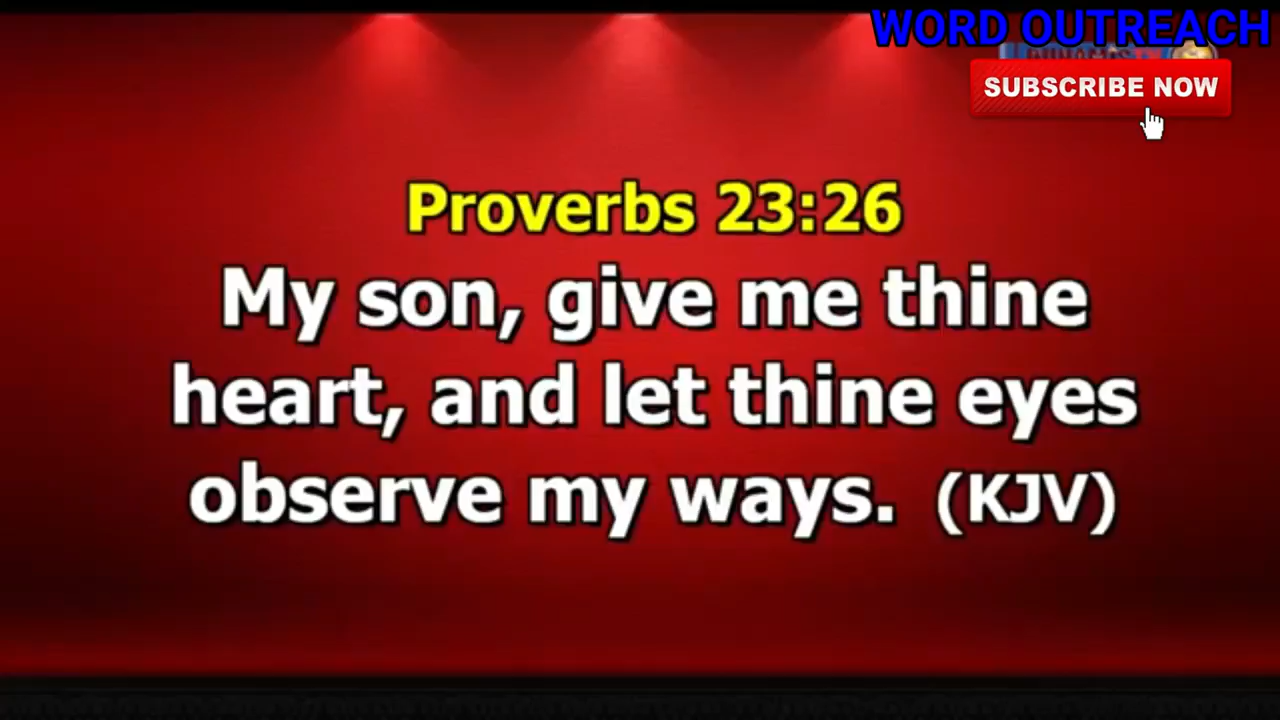 WORD OUTREACH
SUBSCRIBE NOW
Proverbs 23:26
My son, give me thine
heart, and let thine eyes
observe my ways. (KJV)